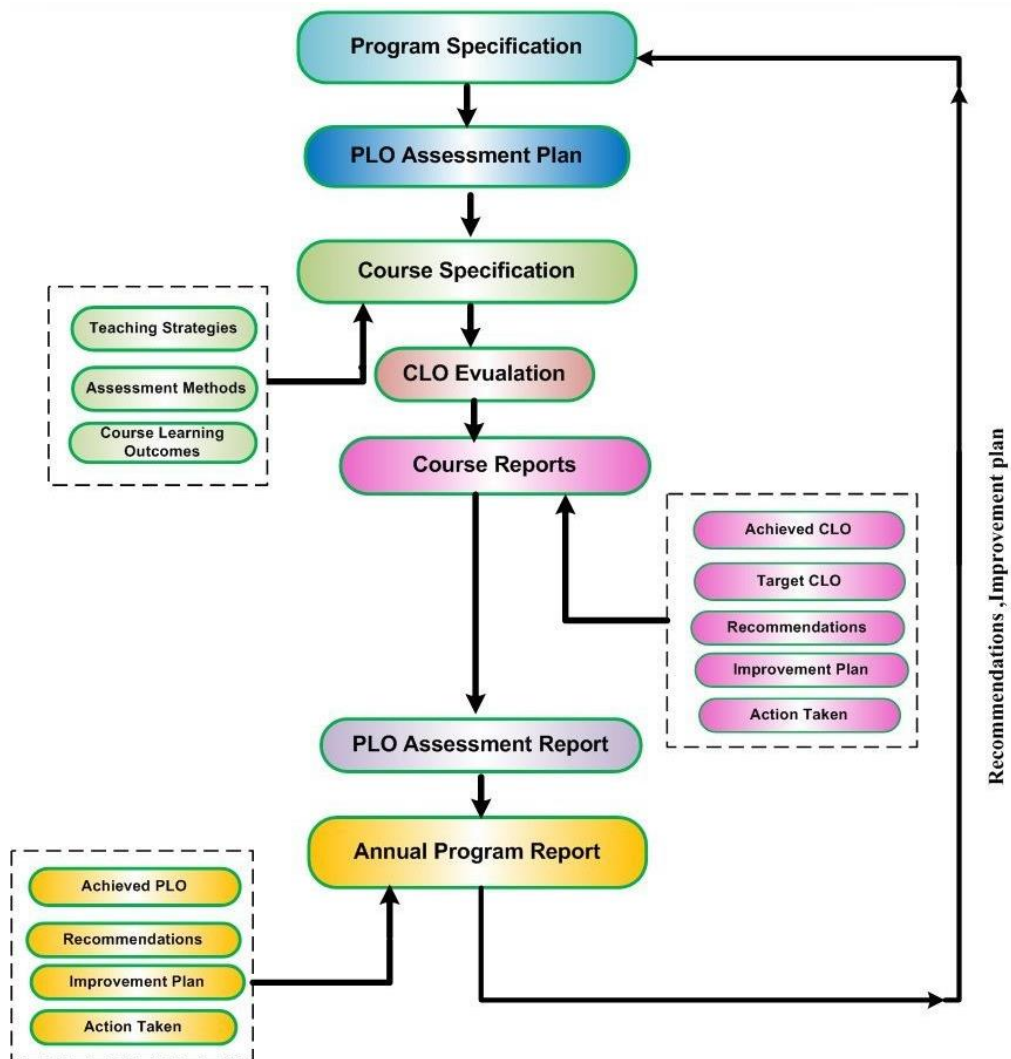 Program Specification
PLO Assessment Plan
Course Specification
Teaching Strategies
Assessment Methods
Course Learning
Outcomes
CLO Evualation
Course Reports
Achieved CLO
Target CLO
Recommendations
Improvement Plan
Action Taken
Recommendations ,Improvement plan
PLO Assessment Report
Annual Program Report
Achieved PLO
Recommendations
Improvement Plan
Action Taken